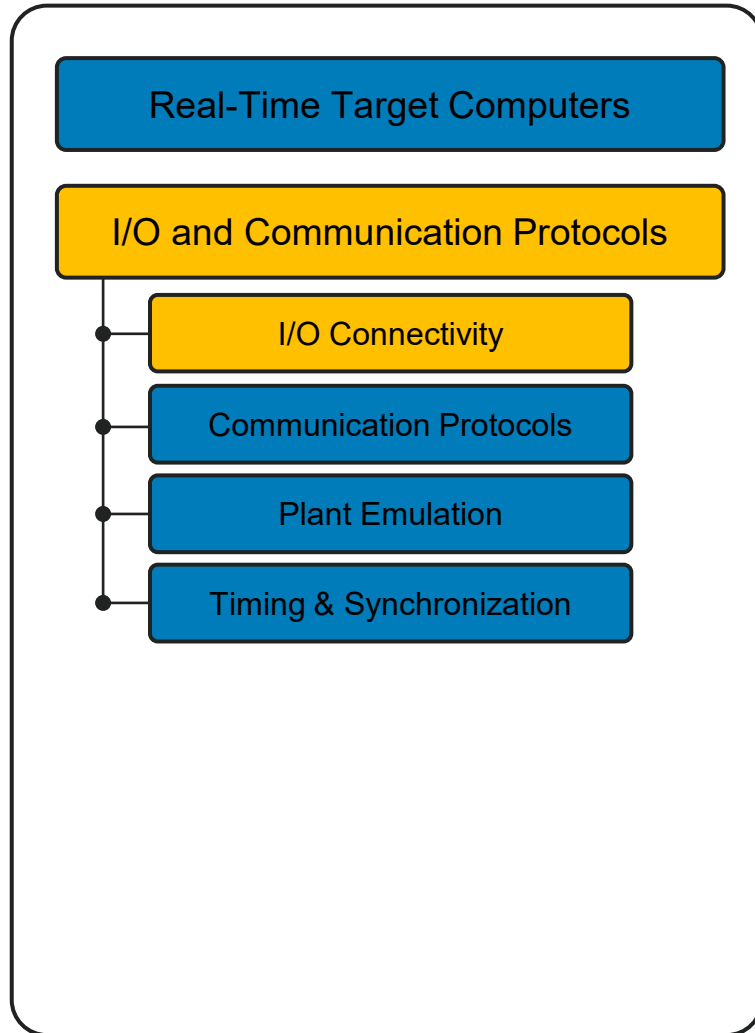 Real-Time Target Computers
I/O and Communication Protocols
I/O Connectivity
Communication Protocols
Plant Emulation
Timing & Synchronization